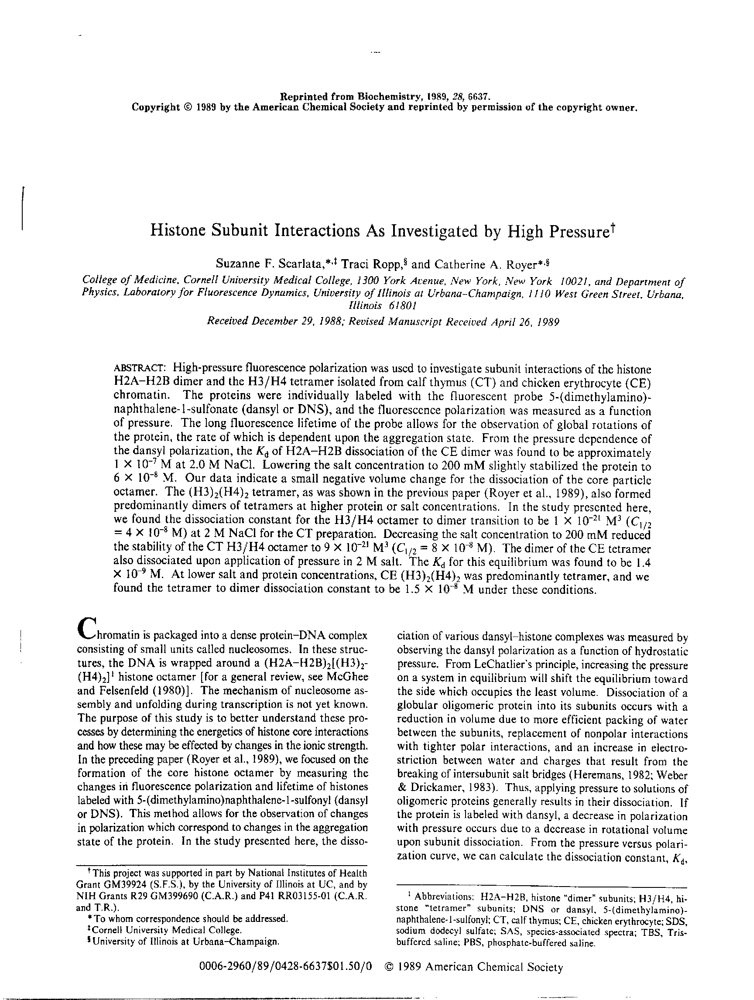 Reprinted from Biochemistry, 1989, 28, 6637.
Copyright © 1989 by the American Chemical Society and reprinted by permission of the copyright owner.
Histone Subunit Interactions As Investigated by High Pressure†
Suzanne F. Scarlata,*,‡ Traci Ropp,§ and Catherine A. Royer*,§
College of Medicine, Cornell University Medical College, 1300 York Avenue, New York, New York 10021, and Department of
Physics, Laboratory for Fluorescence Dynamics, University of Illinois at Urbana-Champaign, 1110 West Green Street, Urbana,
Illinois 61801
Received December 29, 1988; Revised Manuscript Received April 26, 1989
ABSTRACT: High-pressure fluorescence polarization was used to investigate subunit interactions of the histone
H2A-H2B dimer and the H3/H4 tetramer isolated from calf thymus (CT) and chicken erythrocyte (CE)
chromatin. The proteins were individually labeled with the fluorescent probe 5-(dimethylamino)-
naphthalene-1-sulfonate (dansyl or DNS), and the fluorescence polarization was measured as a function
of pressure. The long fluorescence lifetime of the probe allows for the observation of global rotations of
the protein, the rate of which is dependent upon the aggregation state. From the pressure dependence of
the dansyl polarization, the Kd of H2A-H2B dissociation of the CE dimer was found to be approximately
1 × 10⁻⁷ M at 2.0 M NaCl. Lowering the salt concentration to 200 mM slightly stabilized the protein to
6 × 10⁻⁸ M. Our data indicate a small negative volume change for the dissociation of the core particle
octamer. The (H3)₂(H4)₂ tetramer, as was shown in the previous paper (Royer et al., 1989), also formed
predominantly dimers of tetramers at higher protein or salt concentrations. In the study presented here,
we found the dissociation constant for the H3/H4 octamer to dimer transition to be 1 × 10⁻²¹ M³ (C1/2
= 4 × 10⁻⁸ M) at 2 M NaCl for the CT preparation. Decreasing the salt concentration to 200 mM reduced
the stability of the CT H3/H4 octamer to 9 × 10⁻²¹ M³ (C1/2 = 8 × 10⁻⁸ M). The dimer of the CE tetramer
also dissociated upon application of pressure in 2 M salt. The Kd for this equilibrium was found to be 1.4
× 10⁻⁹ M. At lower salt and protein concentrations, CE (H3)₂(H4)₂ was predominantly tetramer, and we
found the tetramer to dimer dissociation constant to be 1.5 × 10⁻⁸ M under these conditions.
Chromatin is packaged into a dense protein-DNA complex
consisting of small units called nucleosomes. In these struc-
tures, the DNA is wrapped around a (H2A-H2B)₂[(H3)₂-
(H4)₂]¹ histone octamer [for a general review, see McGhee
and Felsenfeld (1980)]. The mechanism of nucleosome as-
sembly and unfolding during transcription is not yet known.
The purpose of this study is to better understand these pro-
cesses by determining the energetics of histone core interactions
and how these may be effected by changes in the ionic strength.
In the preceding paper (Royer et al., 1989), we focused on the
formation of the core histone octamer by measuring the
changes in fluorescence polarization and lifetime of histones
labeled with 5-(dimethylamino)naphthalene-1-sulfonyl (dansyl
or DNS). This method allows for the observation of changes
in polarization which correspond to changes in the aggregation
state of the protein. In the study presented here, the disso-
†This project was supported in part by National Institutes of Health
Grant GM39924 (S.F.S.), by the University of Illinois at UC, and by
NIH Grants R29 GM399690 (C.A.R.) and P41 RR03155-01 (C.A.R.
and T.R.).
*To whom correspondence should be addressed.
‡Cornell University Medical College.
§University of Illinois at Urbana-Champaign.
ciation of various dansyl-histone complexes was measured by
observing the dansyl polarization as a function of hydrostatic
pressure. From LeChatlier's principle, increasing the pressure
on a system in equilibrium will shift the equilibrium toward
the side which occupies the least volume. Dissociation of a
globular oligomeric protein into its subunits occurs with a
reduction in volume due to more efficient packing of water
between the subunits, replacement of nonpolar interactions
with tighter polar interactions, and an increase in electro-
striction between water and charges that result from the
breaking of intersubunit salt bridges (Heremans, 1982; Weber
& Drickamer, 1983). Thus, applying pressure to solutions of
oligomeric proteins generally results in their dissociation. If
the protein is labeled with dansyl, a decrease in polarization
with pressure occurs due to a decrease in rotational volume
upon subunit dissociation. From the pressure versus polari-
zation curve, we can calculate the dissociation constant, Kd,
¹ Abbreviations: H2A-H2B, histone "dimer" subunits; H3/H4, hi-
stone "tetramer" subunits; DNS or dansyl, 5-(dimethylamino)-
naphthalene-1-sulfonyl; CT, calf thymus; CE, chicken erythrocyte; SDS,
sodium dodecyl sulfate; SAS, species-associated spectra; TBS, Tris-
buffered saline; PBS, phosphate-buffered saline.
0006-2960/89/0428-6637$01.50/0 © 1989 American Chemical Society